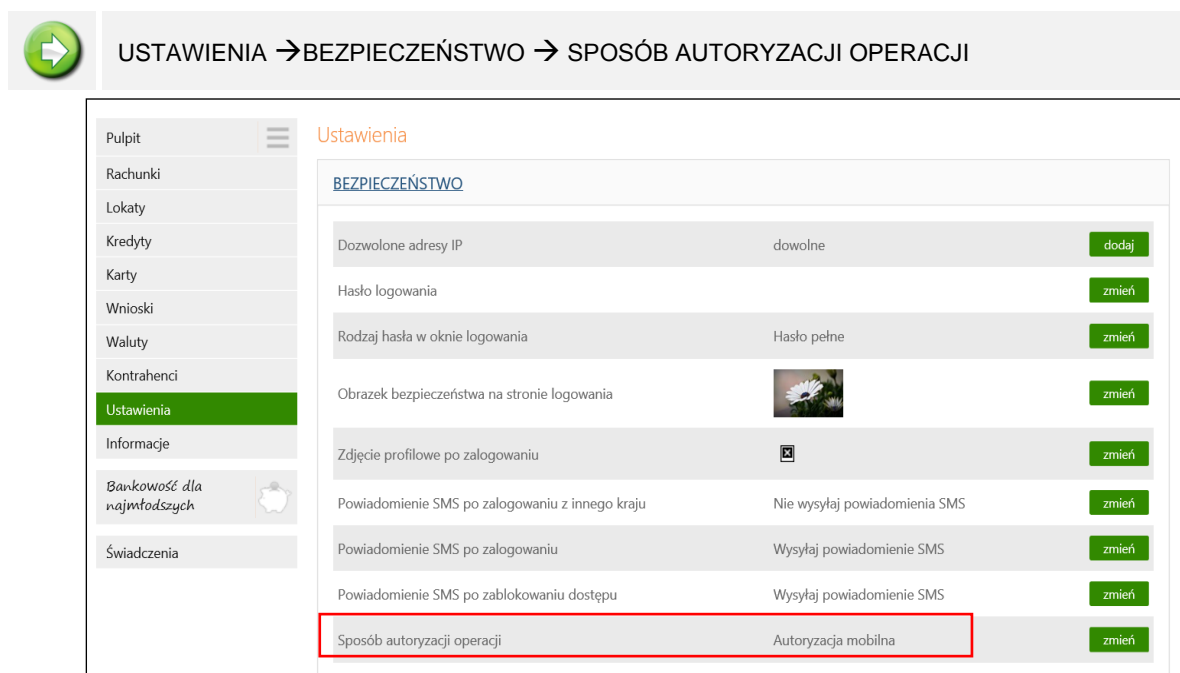 USTAWIENIA →BEZPIECZEŃSTWO → SPOSÓB AUTORYZACJI OPERACJI
Pulpit
Rachunki
Lokaty
Kredyty
Karty
Wnioski
Waluty
Kontrahenci
Ustawienia
Informacje
Bankowość dla
najmłodszych
Świadczenia
Ustawienia
BEZPIECZEŃSTWO
Dozwolone adresy IP dowolne dodaj
Hasło logowania zmień
Rodzaj hasła w oknie logowania Hasło pełne zmień
Obrazek bezpieczeństwa na stronie logowania zmień
Zdjęcie profilowe po zalogowaniu zmień
Powiadomienie SMS po zalogowaniu z innego kraju Nie wysyłaj powiadomienia SMS zmień
Powiadomienie SMS po zalogowaniu Wysyłaj powiadomienie SMS zmień
Powiadomienie SMS po zablokowaniu dostępu Wysyłaj powiadomienie SMS zmień
Sposób autoryzacji operacji Autoryzacja mobilna zmień